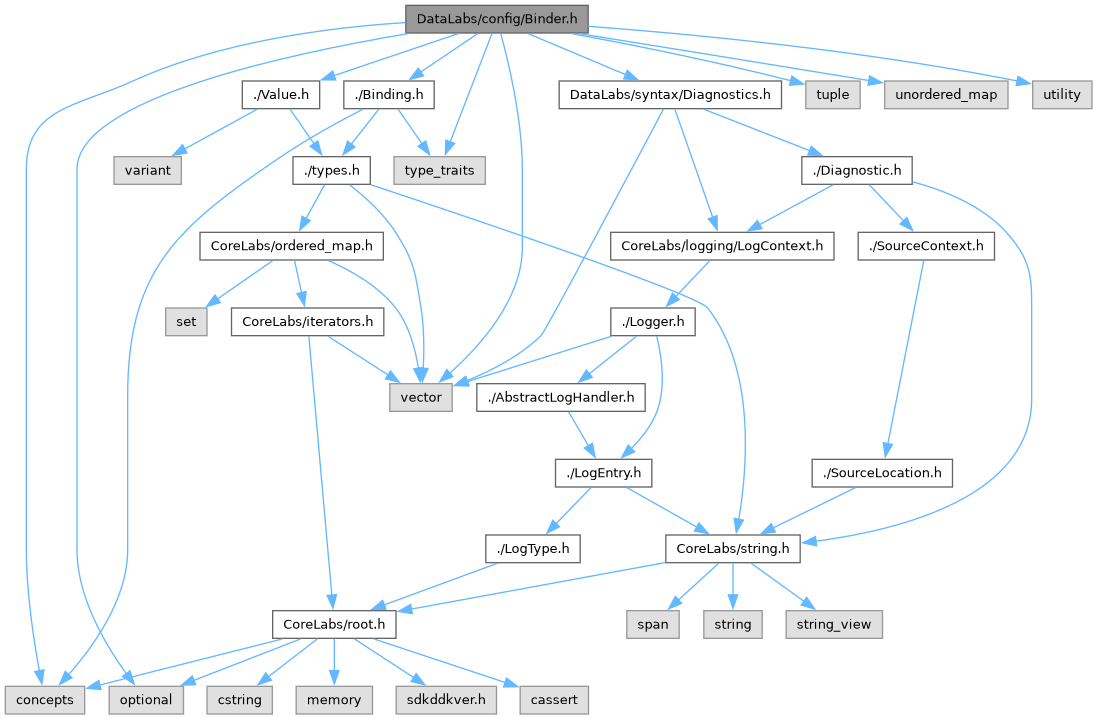 DataLabs/config/Binder.h
./Value.h
./Binding.h
DataLabs/syntax/Diagnostics.h
tuple
unordered_map
utility
variant
./types.h
type_traits
./Diagnostic.h
CoreLabs/ordered_map.h
CoreLabs/logging/LogContext.h
./SourceContext.h
set
CoreLabs/iterators.h
./Logger.h
vector
./AbstractLogHandler.h
./LogEntry.h
./SourceLocation.h
./LogType.h
CoreLabs/string.h
CoreLabs/root.h
span
string
string_view
concepts
optional
cstring
memory
sdkddkver.h
cassert